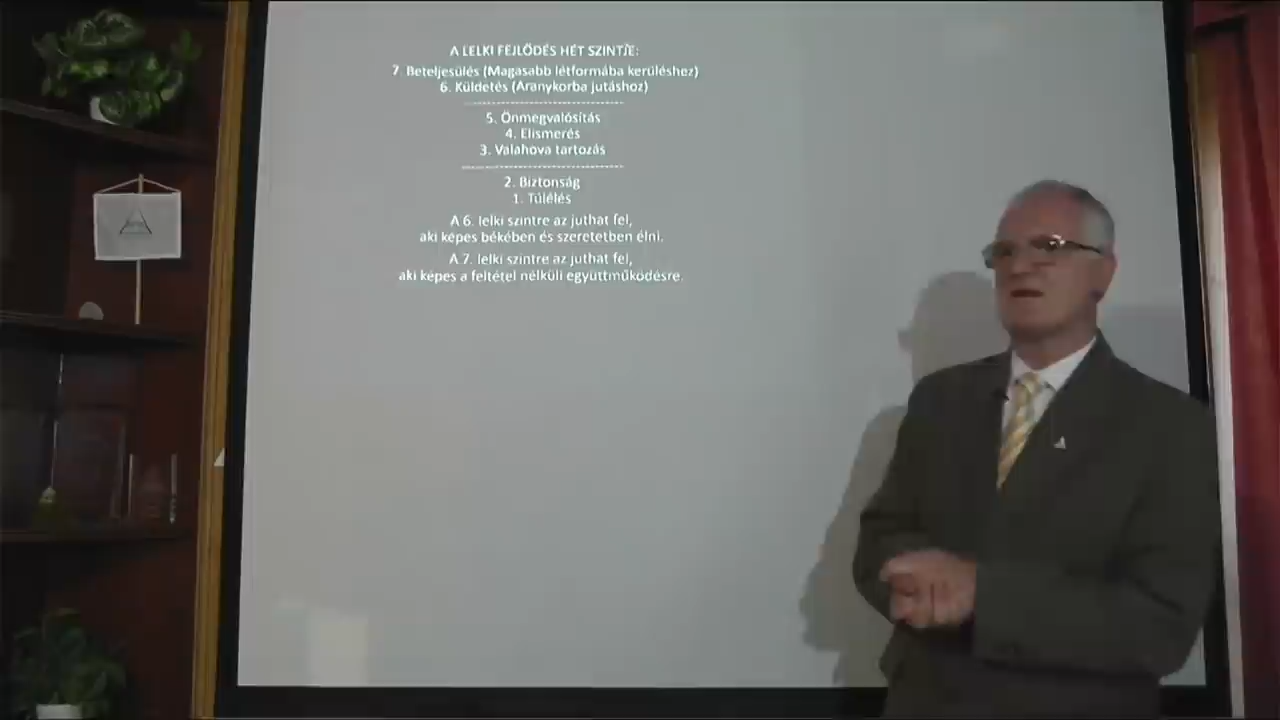 A LELKI FEJLŐDÉS HÉT SZINTJE:
7. Beteljesülés (Magasabb létformába kerüléshez)
6. Küldetés (Aranykorba jutáshoz)
----------------------------------
5. Önmegvalósítás
4. Elismerés
3. Valahova tartozás
----------------------------------
2. Biztonság
1. Túlélés
A 6. lelki szintre az juthat fel,
aki képes békében és szeretetben élni.
A 7. lelki szintre az juthat fel,
aki képes a feltétel nélküli együttműködésre.